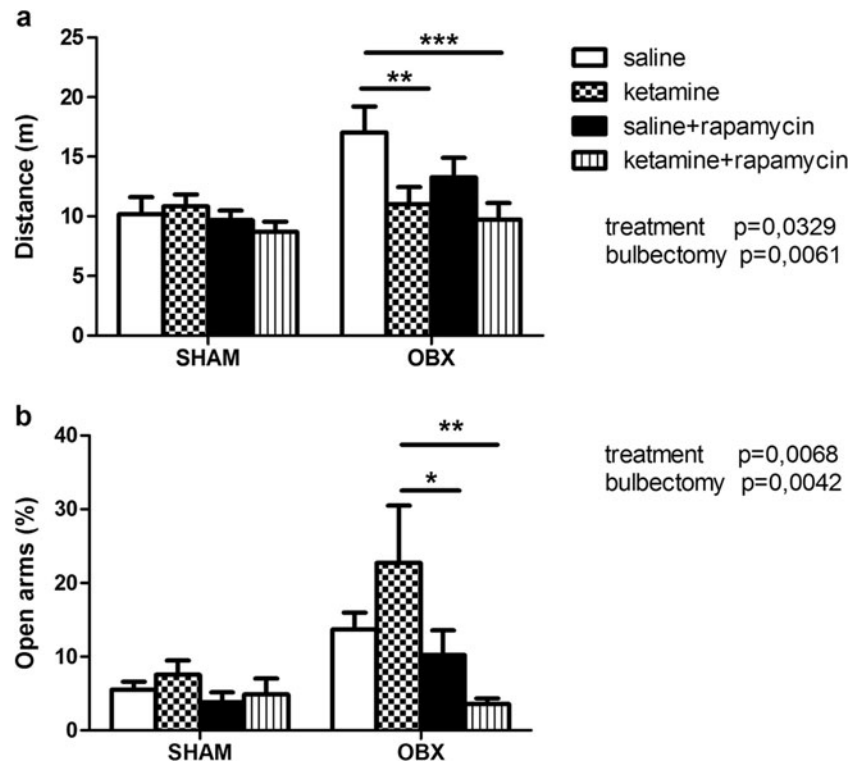 a
25
20
15
10
5
0
Distance (m)
SHAM
OBX
**
***
saline
ketamine
saline+rapamycin
ketamine+rapamycin
treatment p=0,0329
bulbectomy p=0,0061
b
40
30
20
10
0
Open arms (%)
SHAM
OBX
*
**
treatment p=0,0068
bulbectomy p=0,0042